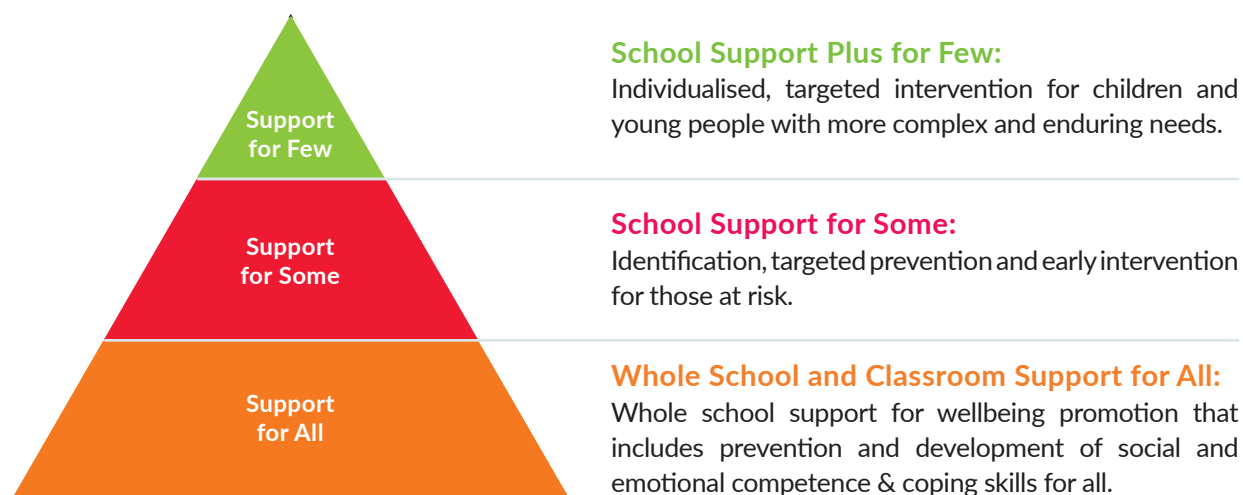 Support
for Few
School Support Plus for Few:
Individualised, targeted intervention for children and
young people with more complex and enduring needs.
Support
for Some
School Support for Some:
Identification, targeted prevention and early intervention
for those at risk.
Support
for All
Whole School and Classroom Support for All:
Whole school support for wellbeing promotion that
includes prevention and development of social and
emotional competence & coping skills for all.